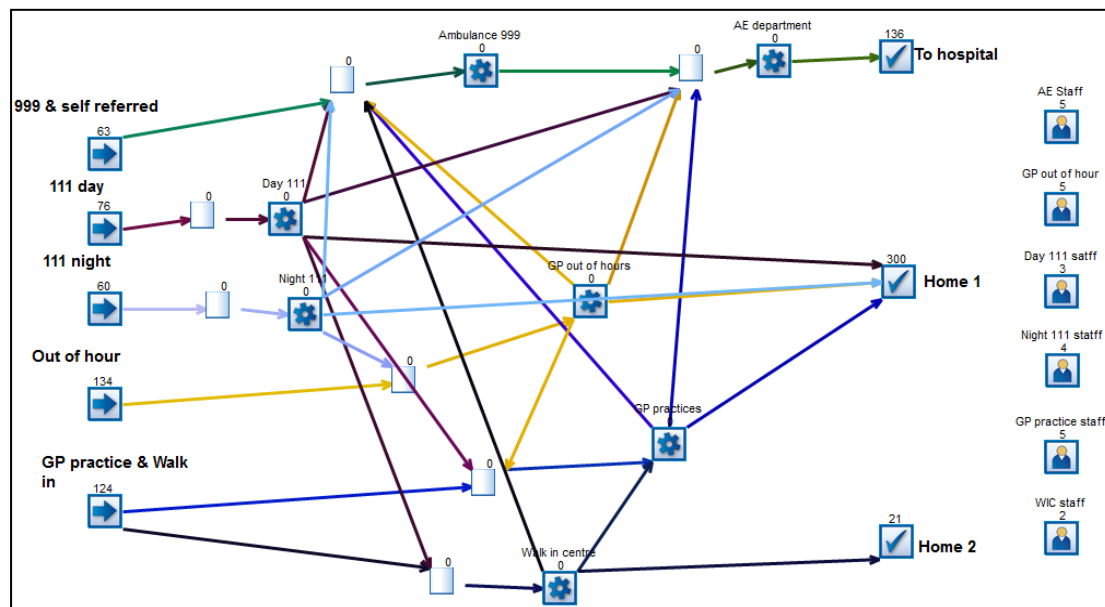 0
Ambulance 999
0
0
AE department
0
136
To hospital
999 & self referred
63
AE Staff
5
111 day
76
0
Day 111
0
GP out of hour
5
111 night
60
0
Night 111
0
GP out of hours
0
300
Home 1
Day 111 satff
3
Out of hour
134
0
Night 111 statff
4
GP practices
0
GP practice staff
5
GP practice & Walk
in
124
0
0
Walk in centre
0
21
Home 2
WIC staff
2